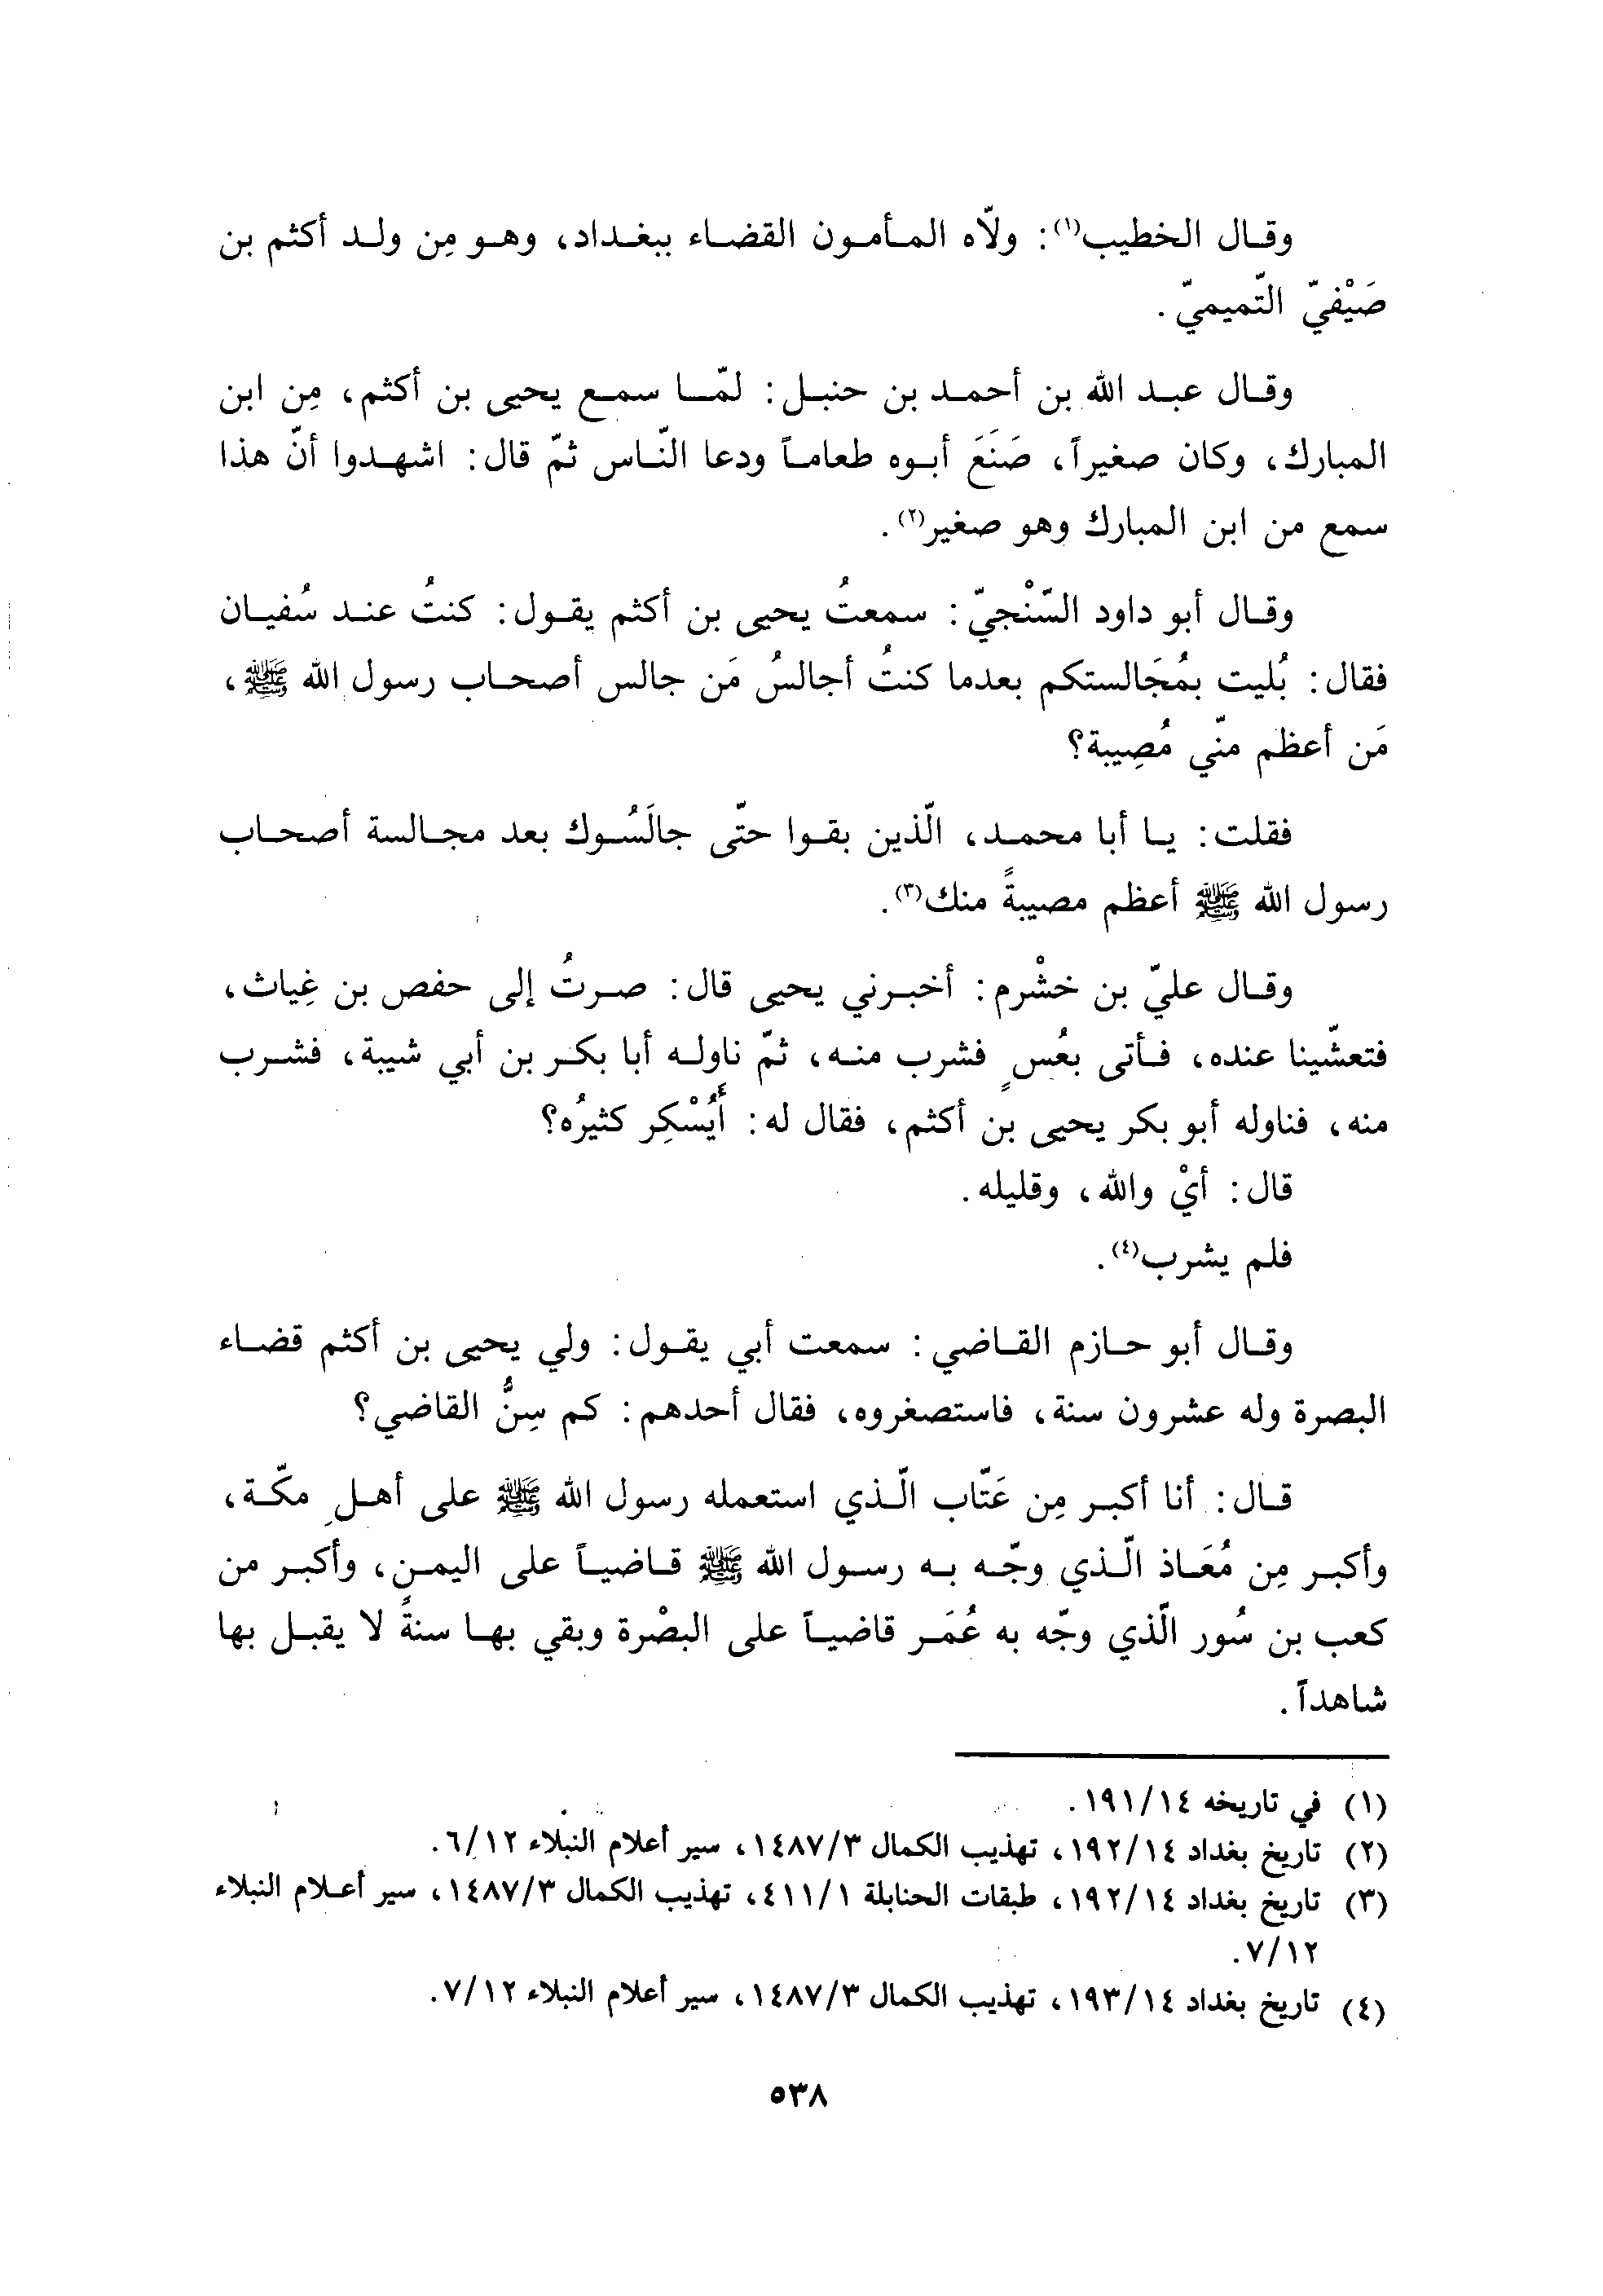 وقال الخطيب(١): ولّاه المأمون القضاء ببغداد، وهو مِن ولد أكثم بن
صَيْفيّ التّميميّ.
وقال عبد الله بن أحمد بن حنبل: لمّا سمع يحيى بن أكثم، مِن ابن
المبارك، وكان صغيراً، صَنَعَ أبوه طعاماً ودعا النّاس ثمّ قال: اشهدوا أنّ هذا
سمع من ابن المبارك وهو صغير(٢).
وقال أبو داود السّنْجيّ: سمعتُ يحيى بن أكثم يقول: كنتُ عند سُفيان
فقال: بُليت بمُجَالستكم بعدما كنتُ أجالسُ مَن جالس أصحاب رسول الله ﷺ،
مَن أعظم منّي مُصِيبة؟
فقلت: يا أبا محمد، الّذين بقوا حتّى جالَسُوك بعد مجالسة أصحاب
رسول الله ﷺ أعظم مصيبةً منك(٣).
وقال عليّ بن خشْرم: أخبرني يحيى قال: صرتُ إلى حفص بن غِياث،
فتعشّينا عنده، فأتى بعُسٍ فشرب منه، ثمّ ناوله أبا بكر بن أبي شيبة، فشرب
منه، فناوله أبو بكر يحيى بن أكثم، فقال له: أَيُسْكِر كثيرُه؟
قال: أيْ والله، وقليله.
فلم يشرب(٤).
وقال أبو حازم القاضي: سمعت أبي يقول: ولي يحيى بن أكثم قضاء
البصرة وله عشرون سنة، فاستصغروه، فقال أحدهم: كم سِنُّ القاضي؟
قال: أنا أكبر مِن عَتّاب الّذي استعمله رسول الله ﷺ على أهلِ مكّة،
وأكبر مِن مُعَاذ الّذي وجّه به رسول الله ﷺ قاضياً على اليمن، وأكبر من
كعب بن سُور الّذي وجّه به عُمَر قاضياً على البصْرة وبقي بها سنةً لا يقبل بها
شاهداً.
(١) في تاريخه ١٩١/١٤.
(٢) تاريخ بغداد ١٩٢/١٤، تهذيب الكمال ١٤٨٧/٣، سير أعلام النبلاء ٦/١٢.
(٣) تاريخ بغداد ١٩٢/١٤، طبقات الحنابلة ٤١١/١، تهذيب الكمال ١٤٨٧/٣، سير أعلام النبلاء
٧/١٢.
(٤) تاريخ بغداد ١٩٣/١٤، تهذيب الكمال ١٤٨٧/٣، سير أعلام النبلاء ٧/١٢.
٥٣٨